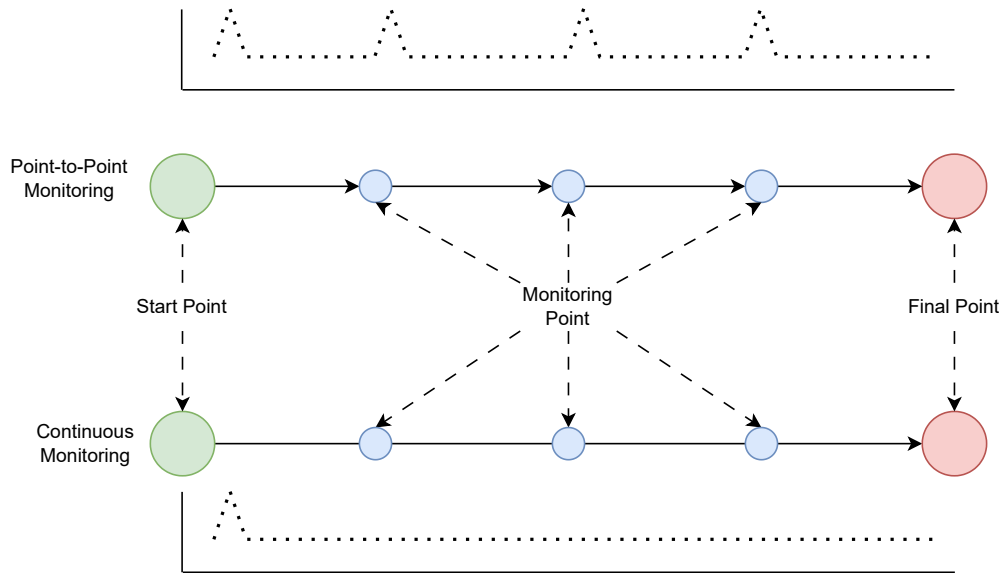 Point-to-Point
Monitoring
Start Point
Monitoring
Point
Final Point
Continuous
Monitoring